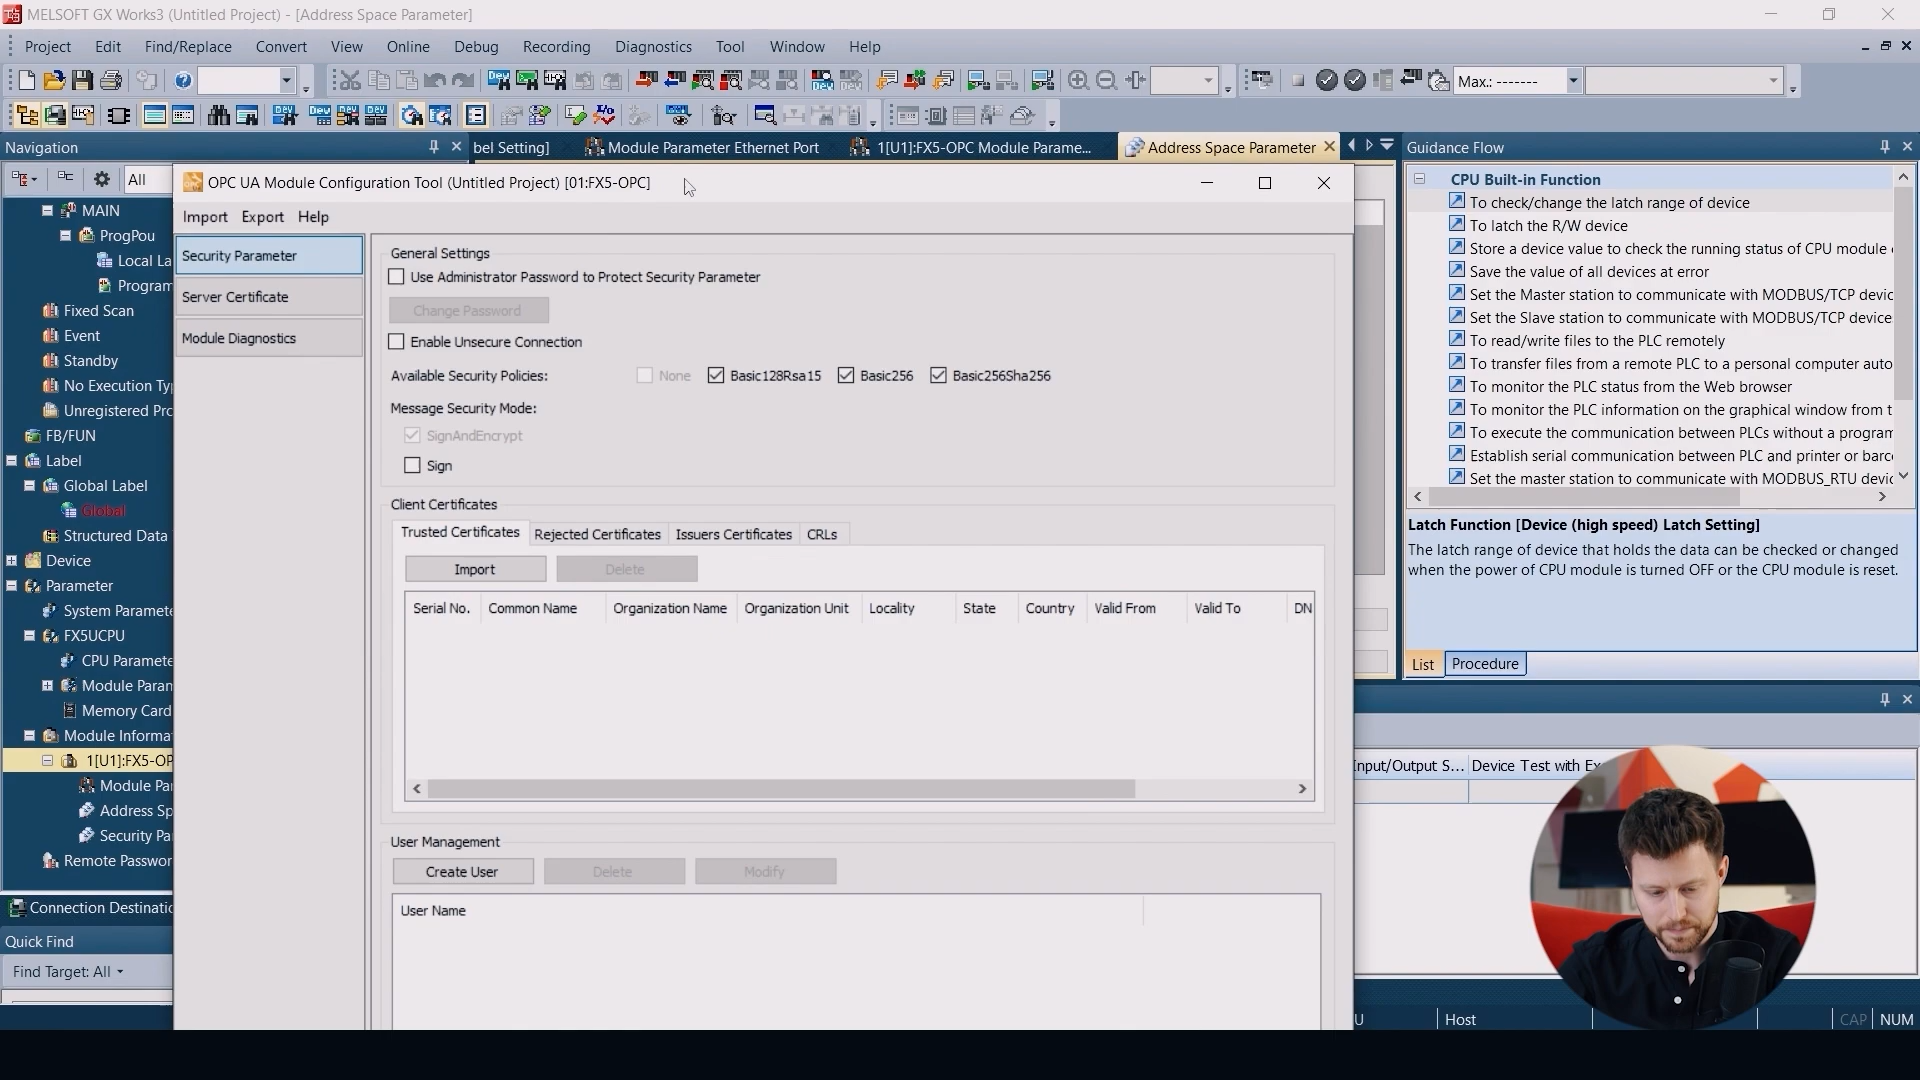 MELSOFT GX Works3 (Untitled Project) - [Address Space Parameter]
Project Edit Find/Replace Convert View Online Debug Recording Diagnostics Tool Window Help
Max.: -------
Navigation
bel Setting]
Module Parameter Ethernet Port
1[U1]:FX5-OPC Module Parame...
Address Space Parameter
Guidance Flow
All
MAIN
ProgPou
Local La
Program
Fixed Scan
Event
Standby
No Execution Ty
Unregistered Pro
FB/FUN
Label
Global Label
Global
Structured Data
Device
Parameter
System Paramete
FX5UCPU
CPU Paramete
Module Param
Memory Card
Module Informa
1[U1]:FX5-OP
Module Par
Address Sp
Security Pa
Remote Passwor
Connection Destinatio
Quick Find
Find Target: All
OPC UA Module Configuration Tool (Untitled Project) [01:FX5-OPC]
Import Export Help
Security Parameter
Server Certificate
Module Diagnostics
General Settings
Use Administrator Password to Protect Security Parameter
Change Password
Enable Unsecure Connection
Available Security Policies: None Basic128Rsa15 Basic256 Basic256Sha256
Message Security Mode:
SignAndEncrypt
Sign
Client Certificates
Trusted Certificates Rejected Certificates Issuers Certificates CRLs
Import Delete
Serial No. Common Name Organization Name Organization Unit Locality State Country Valid From Valid To DN
User Management
Create User Delete Modify
User Name
CPU Built-in Function
To check/change the latch range of device
To latch the R/W device
Store a device value to check the running status of CPU module
Save the value of all devices at error
Set the Master station to communicate with MODBUS/TCP devic
Set the Slave station to communicate with MODBUS/TCP device
To read/write files to the PLC remotely
To transfer files from a remote PLC to a personal computer auto
To monitor the PLC status from the Web browser
To monitor the PLC information on the graphical window from t
To execute the communication between PLCs without a program
Establish serial communication between PLC and printer or barc
Set the master station to communicate with MODBUS_RTU devic
Latch Function [Device (high speed) Latch Setting]
The latch range of device that holds the data can be checked or changed
when the power of CPU module is turned OFF or the CPU module is reset.
List Procedure
Input/Output S... Device Test with Ex
U Host CAP NUM